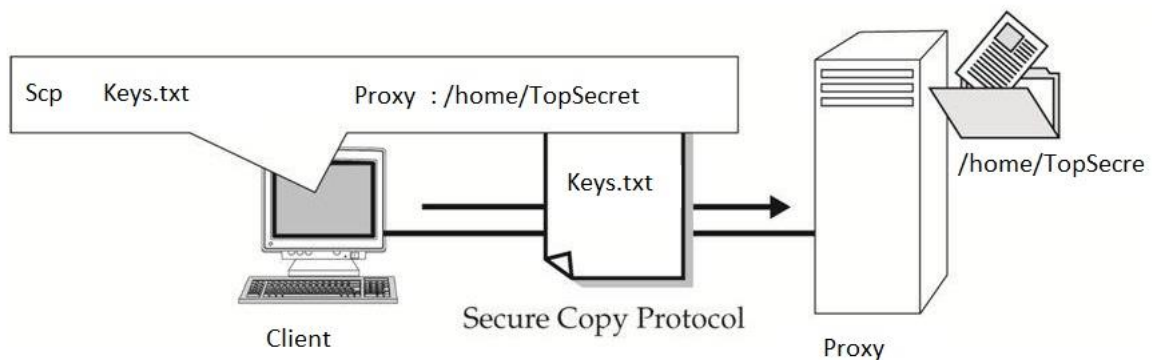 Scp Keys.txt Proxy : /home/TopSecret
Keys.txt
/home/TopSecre
Secure Copy Protocol
Client
Proxy